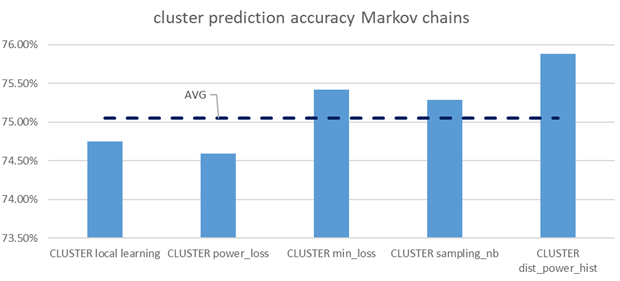 cluster prediction accuracy Markov chains
76.00%
75.50%
AVG
75.00%
74.50%
74.00%
73.50%
CLUSTER local learning CLUSTER power_loss CLUSTER min_loss CLUSTER sampling_nb CLUSTER
dist_power_hist